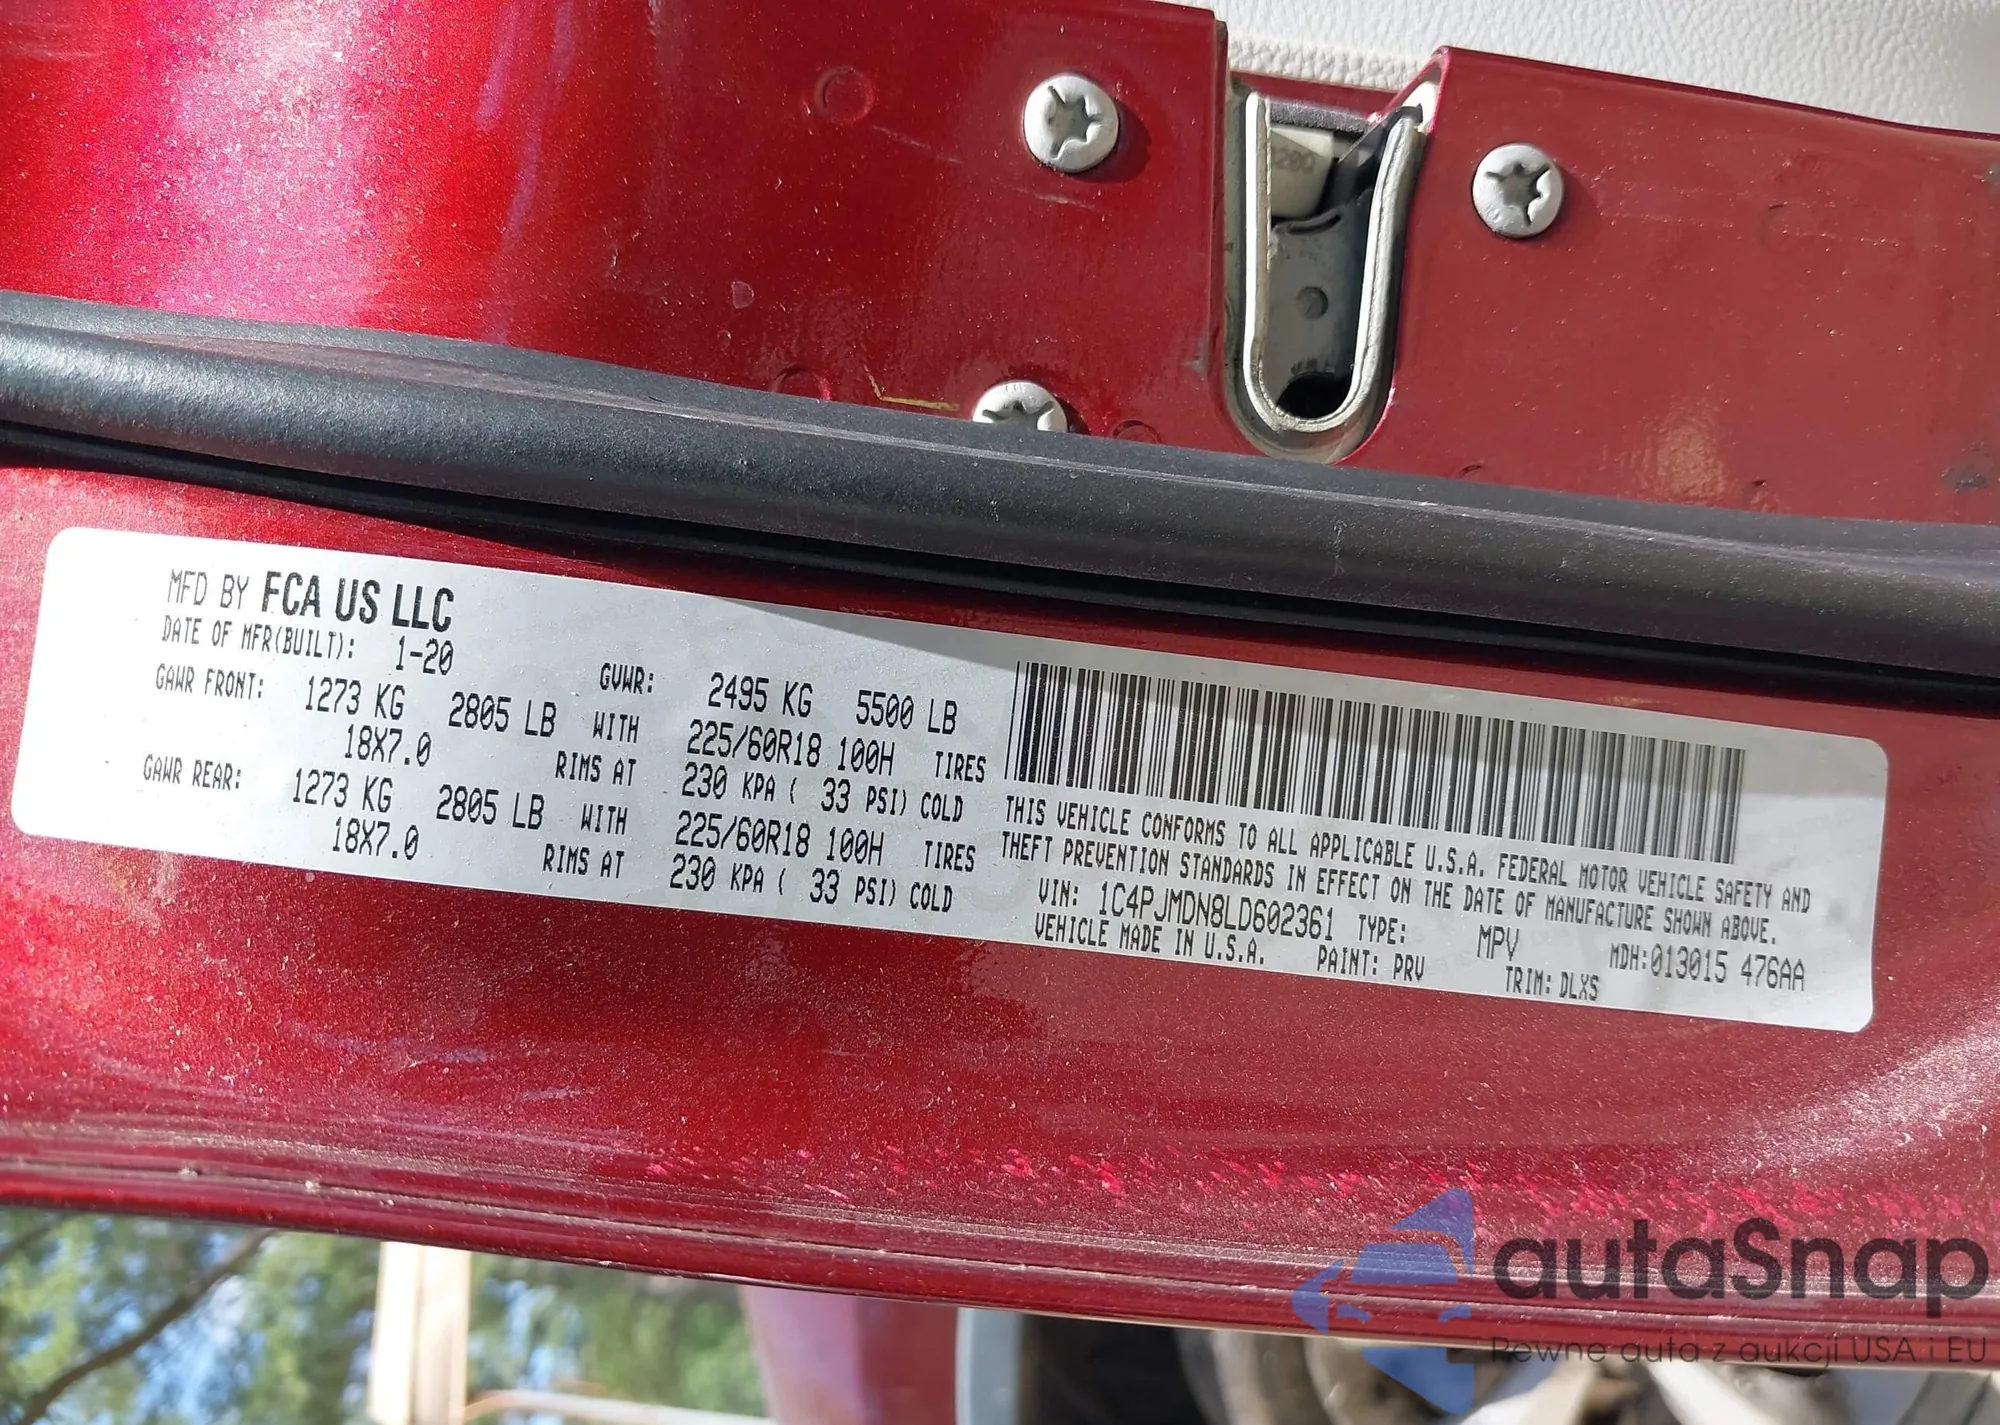 1280
MFD BY FCA US LLC
DATE OF MFR(BUILT): 1-20 GVWR: 2495 KG 5500 LB
GAWR FRONT: 1273 KG 2805 LB WITH 225/60R18 100H TIRES
18X7.0 RIMS AT 230 KPA ( 33 PSI) COLD
GAWR REAR: 1273 KG 2805 LB WITH 225/60R18 100H TIRES
18X7.0 RIMS AT 230 KPA ( 33 PSI) COLD
THIS VEHICLE CONFORMS TO ALL APPLICABLE U.S.A. FEDERAL MOTOR VEHICLE SAFETY AND
THEFT PREVENTION STANDARDS IN EFFECT ON THE DATE OF MANUFACTURE SHOWN ABOVE.
VIN: 1C4PJMDN8LD602361 TYPE: MPV MDH:013015 476AA
VEHICLE MADE IN U.S.A. PAINT: PRV TRIM: DLXS
autaSnap
Pewne auta z aukcji USA i EU